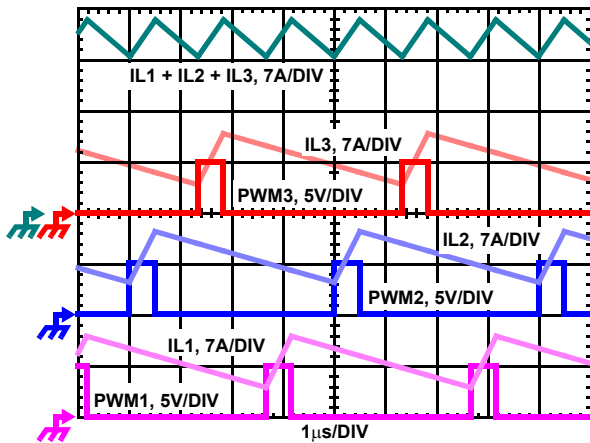 IL1 + IL2 + IL3, 7A/DIV
IL3, 7A/DIV
PWM3, 5V/DIV
IL2, 7A/DIV
PWM2, 5V/DIV
IL1, 7A/DIV
PWM1, 5V/DIV
1μs/DIV